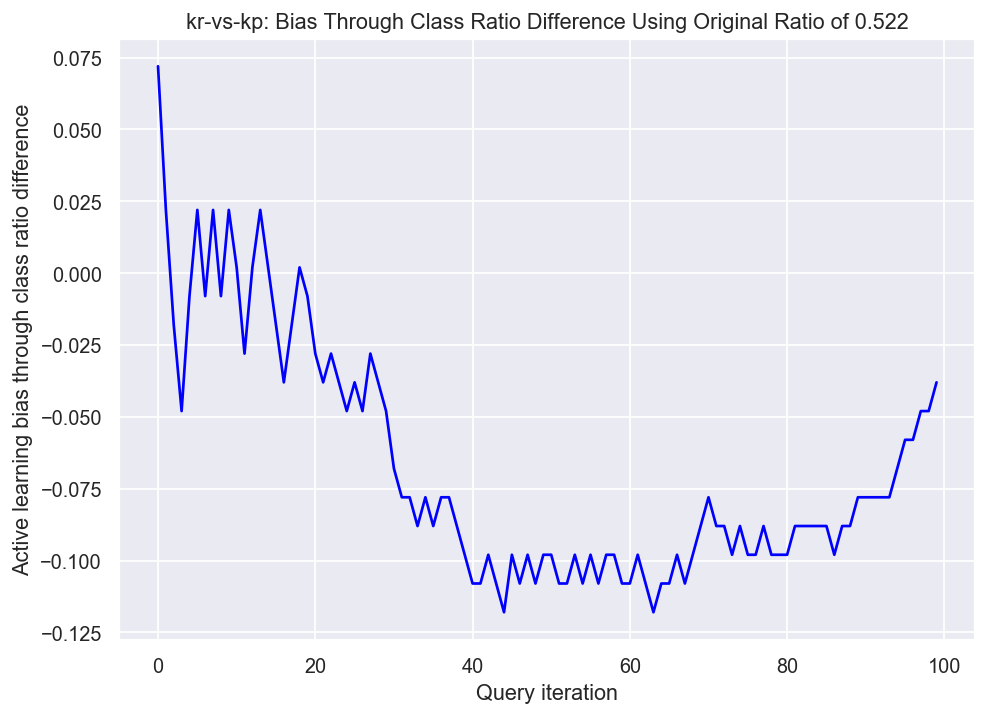 kr-vs-kp: Bias Through Class Ratio Difference Using Original Ratio of 0.522
Active learning bias through class ratio difference
0.075
0.050
0.025
0.000
−0.025
−0.050
−0.075
−0.100
−0.125
0 20 40 60 80 100
Query iteration